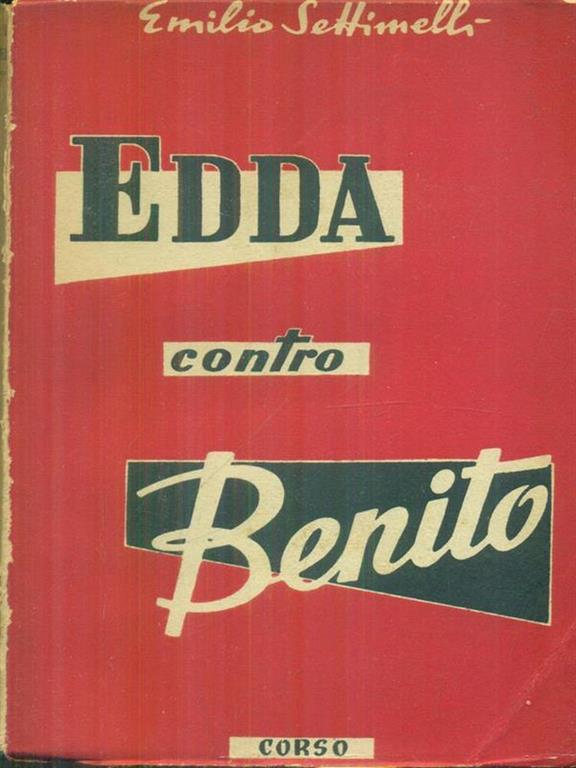 Emilio Settimelli
EDDA
contro
Benito
CORSO